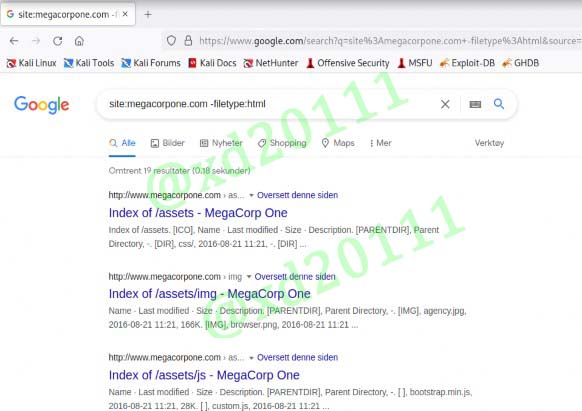 site:megacorpone.com -f
https://www.google.com/search?q=site%3Amegacorpone.com+-filetype%3Ahtml&source=
Kali Linux Kali Tools Kali Forums Kali Docs NetHunter Offensive Security MSFU Exploit-DB GHDB
Google site:megacorpone.com -filetype:html
Alle Bilder Nyheter Shopping Maps Mer Verktøy
Omtrent 19 resultater (0,18 sekunder)
http://www.megacorpone.com › as... Oversett denne siden
Index of /assets - MegaCorp One
Index of /assets. [ICO], Name · Last modified · Size · Description. [PARENTDIR], Parent
Directory, -. [DIR], css/, 2016-08-21 11:21, -. [DIR] ...
http://www.megacorpone.com › img Oversett denne siden
Index of /assets/img - MegaCorp One
Name · Last modified · Size · Description. [PARENTDIR], Parent Directory, -. [IMG], agency.jpg,
2016-08-21 11:21, 166K. [IMG], browser.png, 2016-08-21 11:21 ...
http://www.megacorpone.com › as... Oversett denne siden
Index of /assets/js - MegaCorp One
Name · Last modified · Size · Description. [PARENTDIR], Parent Directory, -. [ ], bootstrap.min.js,
2016-08-21 11:21, 28K. [ ], custom.js, 2016-08-21 11:21 ...
@xd20111
@xd20111